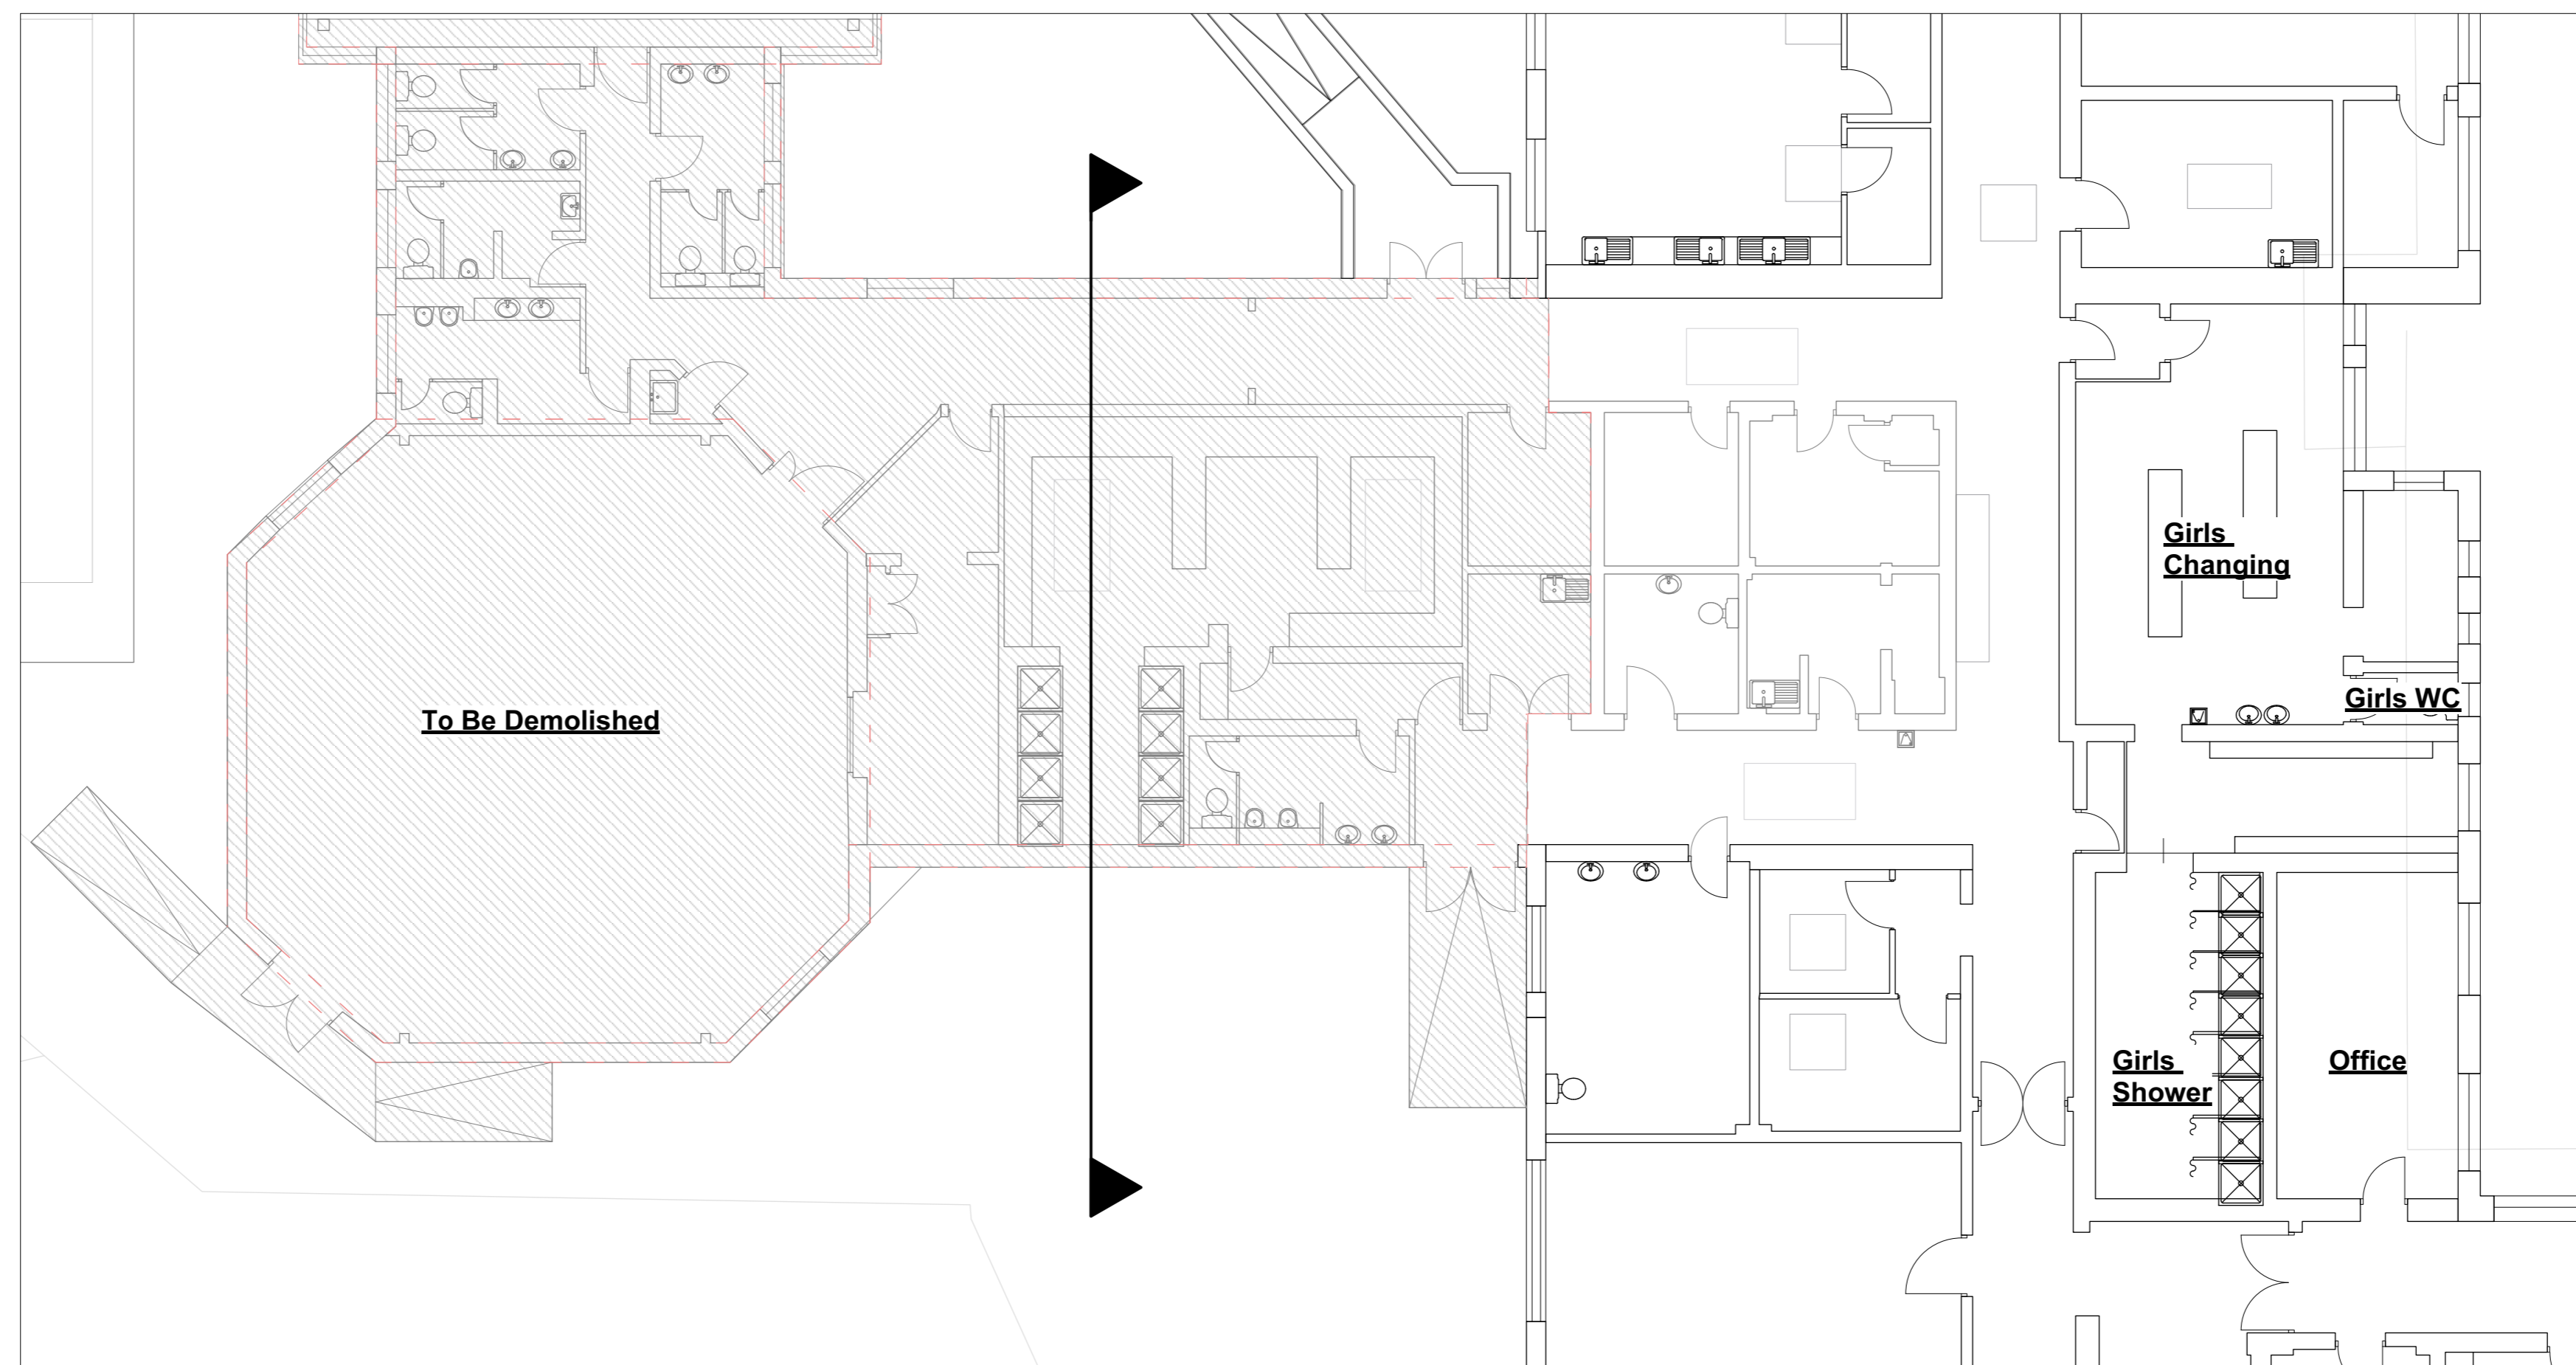 Girls
Changing
Girls WC
To Be Demolished
Girls
Shower
Office